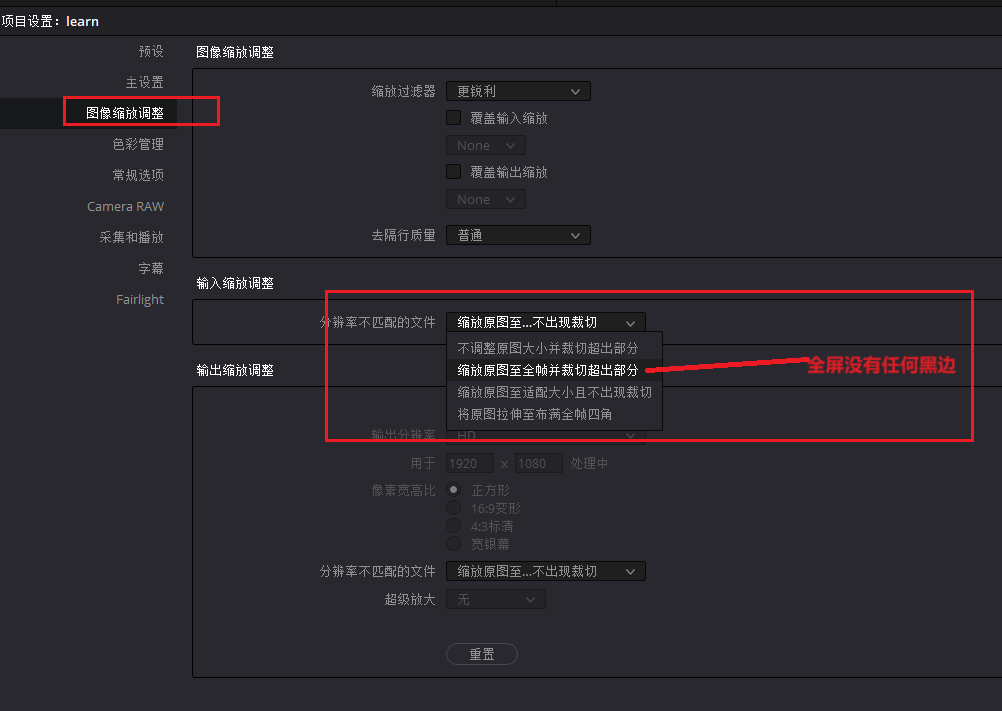 项目设置：learn
预设
图像缩放调整
主设置
缩放过滤器 更锐利
图像缩放调整
覆盖输入缩放
色彩管理
None
常规选项
覆盖输出缩放
Camera RAW
None
采集和播放
去隔行质量 普通
字幕
输入缩放调整
Fairlight
分辨率不匹配的文件 缩放原图至...不出现裁切
不调整原图大小并裁切超出部分
输出缩放调整
缩放原图至全帧并裁切超出部分
全屏没有任何黑边
缩放原图至适配大小且不出现裁切
将原图拉伸至布满全帧四角
输出分辨率 HD
用于 1920 x 1080 处理中
像素宽高比 正方形
16:9变形
4:3标清
宽银幕
分辨率不匹配的文件 缩放原图至...不出现裁切
超级放大 无
重置